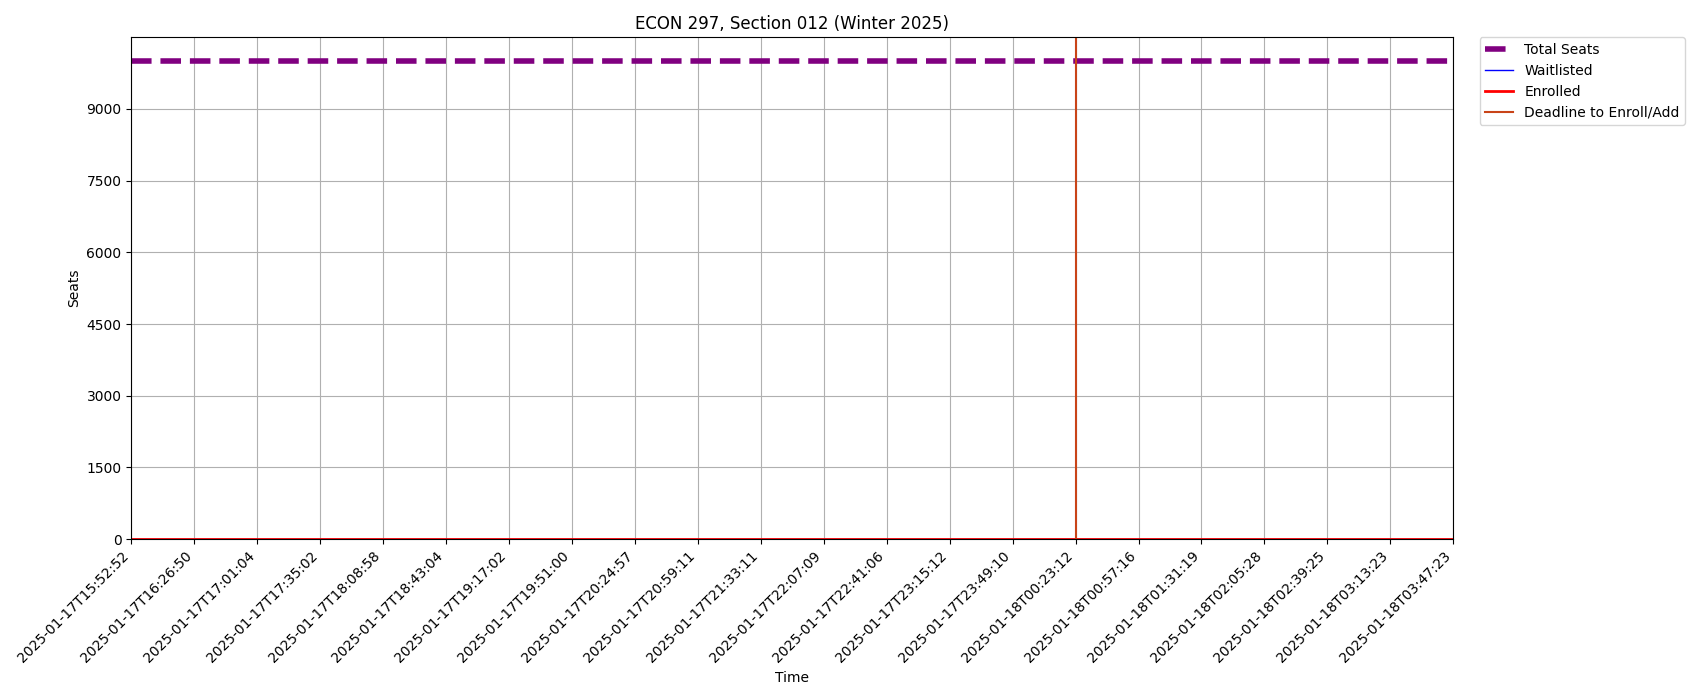 ECON 297, Section 012 (Winter 2025)
Total Seats
Waitlisted
Enrolled
Deadline to Enroll/Add
Seats
9000
7500
6000
4500
3000
1500
0
2025-01-17T15:52:52
2025-01-17T16:26:50
2025-01-17T17:01:04
2025-01-17T17:35:02
2025-01-17T18:08:58
2025-01-17T18:43:04
2025-01-17T19:17:02
2025-01-17T19:51:00
2025-01-17T20:24:57
2025-01-17T20:59:11
2025-01-17T21:33:11
2025-01-17T22:07:09
2025-01-17T22:41:06
2025-01-17T23:15:12
2025-01-17T23:49:10
2025-01-18T00:23:12
2025-01-18T00:57:16
2025-01-18T01:31:19
2025-01-18T02:05:28
2025-01-18T02:39:25
2025-01-18T03:13:23
2025-01-18T03:47:23
Time